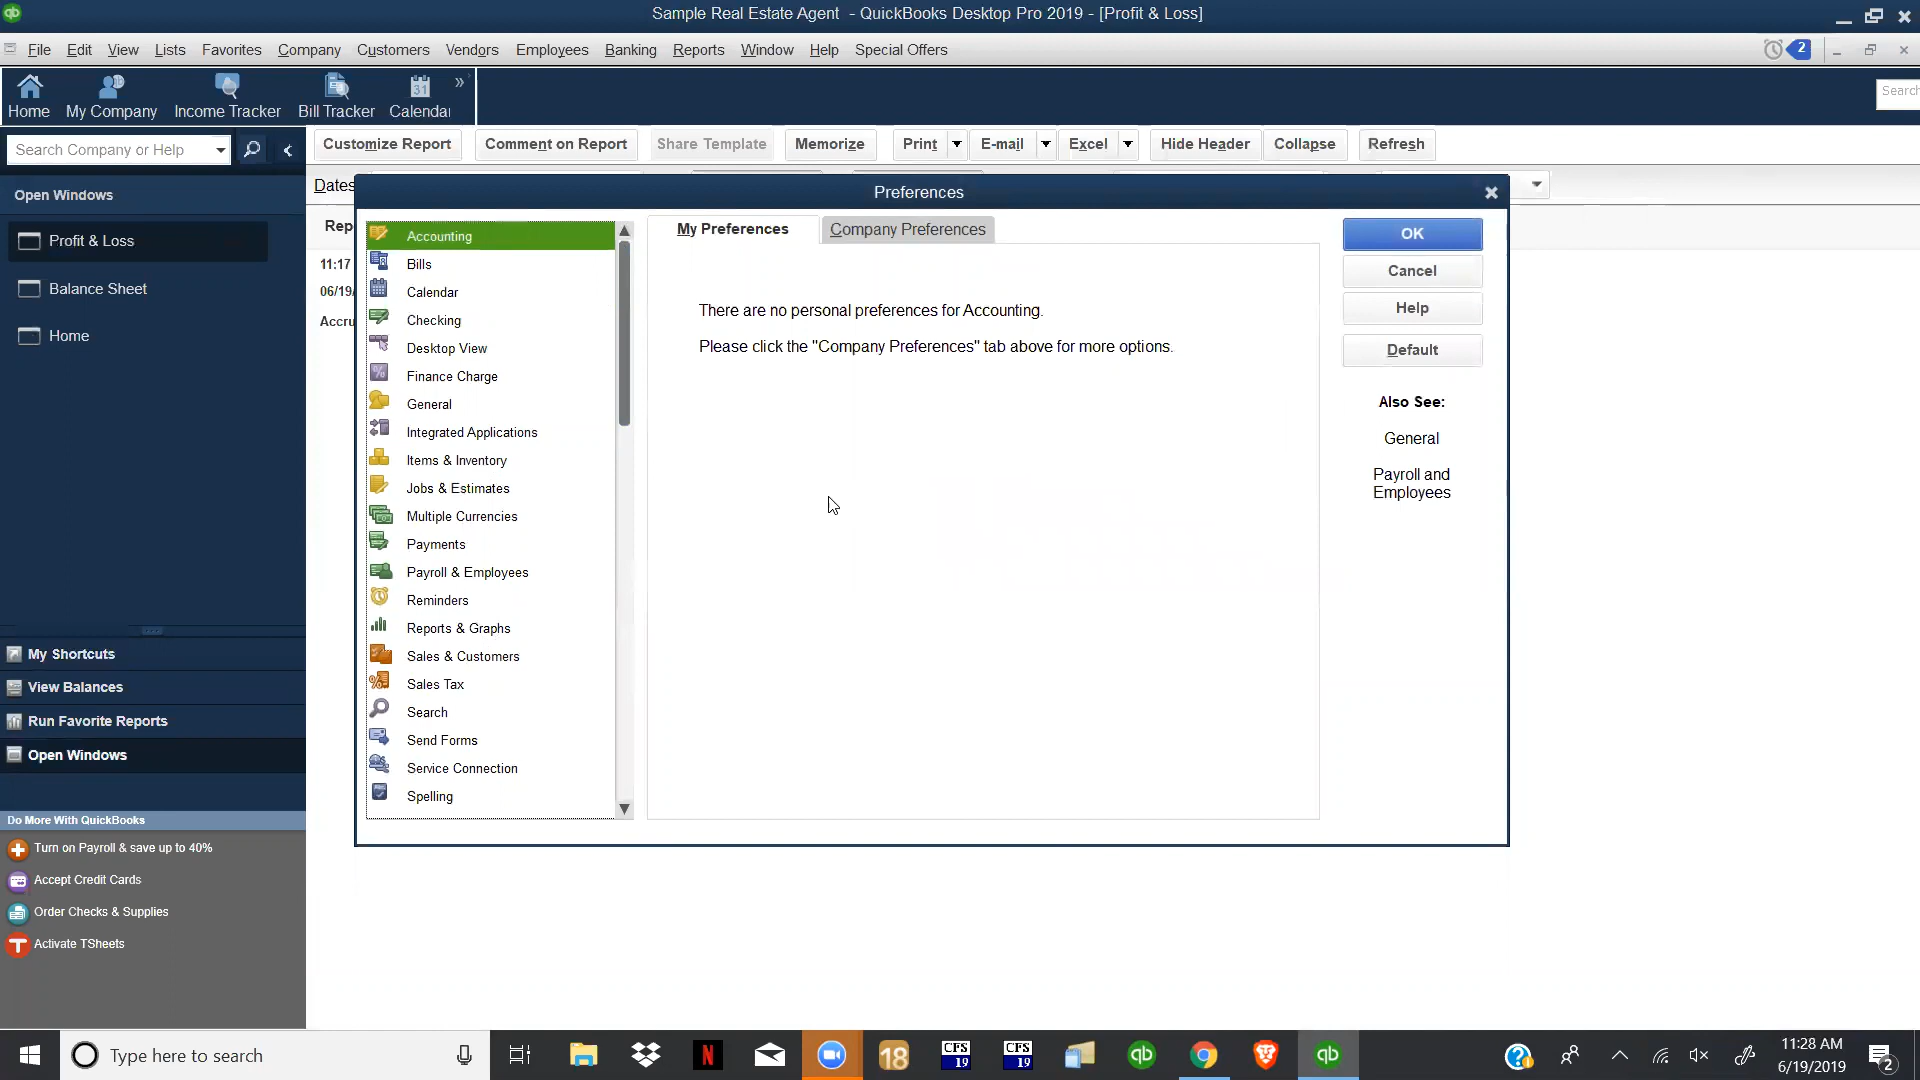 Sample Real Estate Agent - QuickBooks Desktop Pro 2019 - [Profit & Loss]
File Edit View Lists Favorites Company Customers Vendors Employees Banking Reports Window Help Special Offers
2
Home My Company Income Tracker Bill Tracker Calendar
Search
Search Company or Help
Customize Report Comment on Report Share Template Memorize Print E-mail Excel Hide Header Collapse Refresh
Dates
Open Windows
Profit & Loss
Balance Sheet
Home
Repo
11:17
06/19/
Accru
Preferences
Accounting
Bills
Calendar
Checking
Desktop View
Finance Charge
General
Integrated Applications
Items & Inventory
Jobs & Estimates
Multiple Currencies
Payments
Payroll & Employees
Reminders
Reports & Graphs
Sales & Customers
Sales Tax
Search
Send Forms
Service Connection
Spelling
My Preferences
Company Preferences
There are no personal preferences for Accounting.
Please click the "Company Preferences" tab above for more options.
OK
Cancel
Help
Default
Also See:
General
Payroll and
Employees
My Shortcuts
View Balances
Run Favorite Reports
Open Windows
Do More With QuickBooks
Turn on Payroll & save up to 40%
Accept Credit Cards
Order Checks & Supplies
Activate TSheets
Type here to search
18
CFS
19
CFS
19
11:28 AM
6/19/2019
2